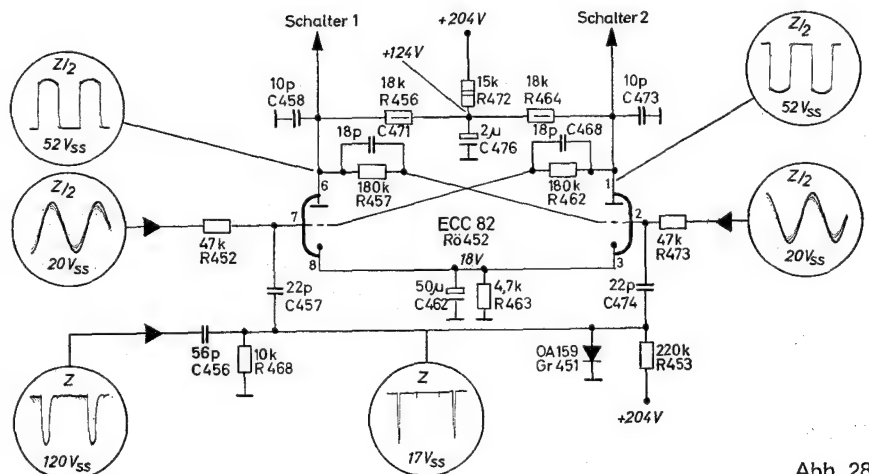 Schalter 1
+204V
Schalter 2
+124V
Z/2
52Vss
10p
C458
18k
R456
15k
R472
18k
R464
10p
C473
Z/2
52Vss
18p
C471
2µ
C476
18p
C468
180k
R457
180k
R462
6
1
Z/2
20Vss
47k
R452
7
ECC 82
Rö452
2
47k
R473
Z/2
20Vss
8
18V
3
22p
C457
50µ
C462
4,7k
R463
22p
C474
56p
C456
10k
R468
OA159
Gr451
220k
R453
+204V
Z
120Vss
Z
17Vss
Abb. 28